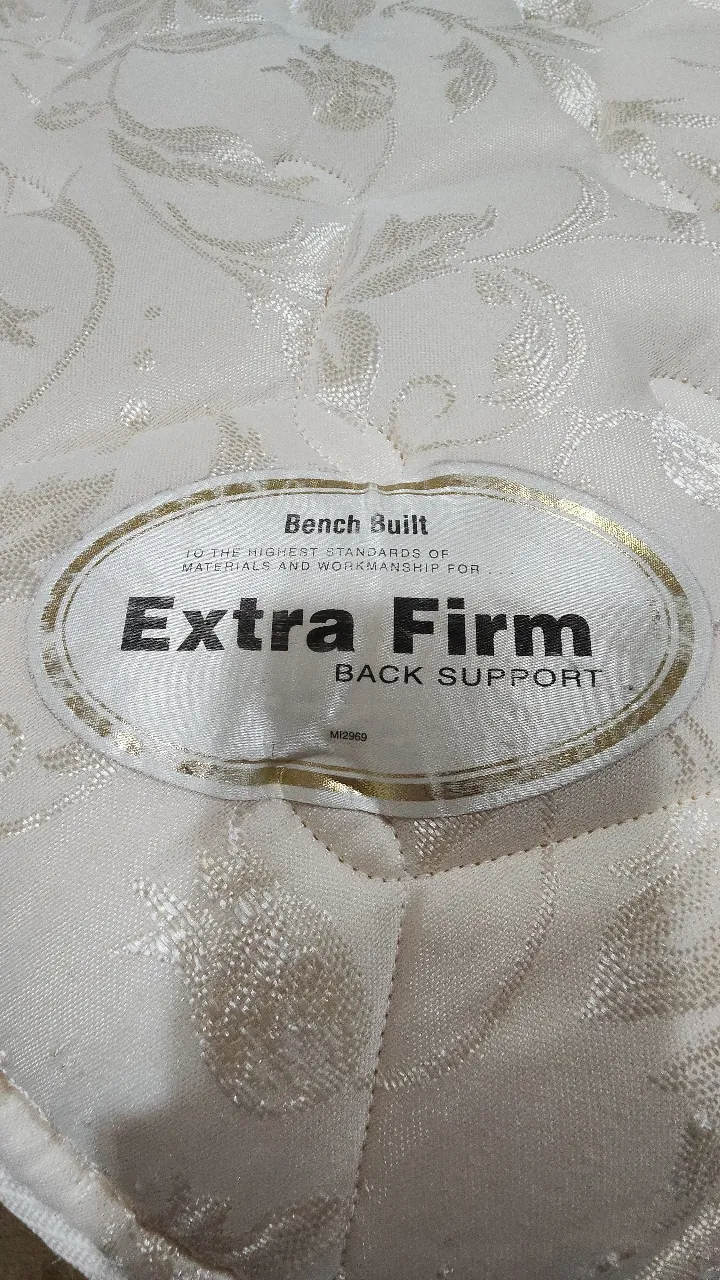 Bench Built
TO THE HIGHEST STANDARDS OF
MATERIALS AND WORKMANSHIP FOR . . .
Extra Firm
BACK SUPPORT
MI2969